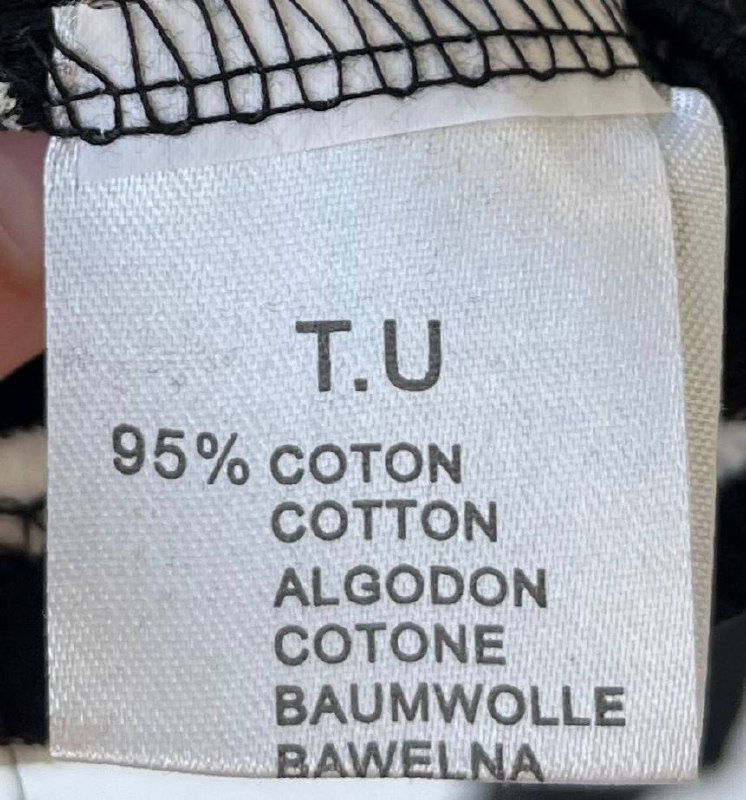 T.U
95% COTON
COTTON
ALGODON
COTONE
BAUMWOLLE
BAWELNA